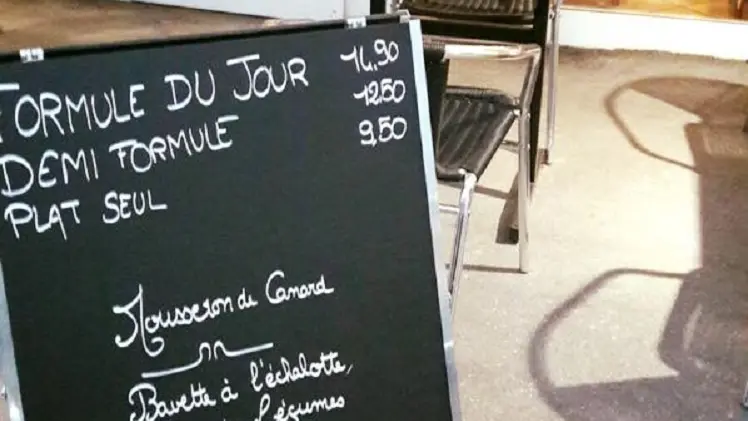 FORMULE DU JOUR 14.90
DEMI FORMULE 12.50
PLAT SEUL 9,50
Mousseron de Canard
Bavette à l'échalotte,
Légumes